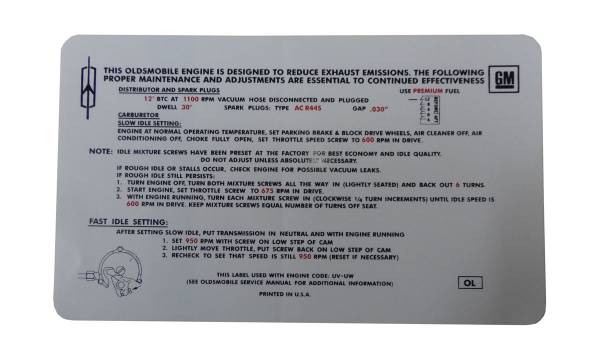 THIS OLDSMOBILE ENGINE IS DESIGNED TO REDUCE EXHAUST EMISSIONS. THE FOLLOWING
PROPER MAINTENANCE AND ADJUSTMENTS ARE ESSENTIAL TO CONTINUED EFFECTIVENESS
GM
DISTRIBUTOR AND SPARK PLUGS
USE PREMIUM FUEL
12° BTC AT 1100 RPM VACUUM HOSE DISCONNECTED AND PLUGGED
DWELL 30° SPARK PLUGS: TYPE AC R44S GAP .030"
CARBURETOR
SLOW IDLE SETTING:
ENGINE AT NORMAL OPERATING TEMPERATURE, SET PARKING BRAKE & BLOCK DRIVE WHEELS, AIR CLEANER OFF, AIR
CONDITIONING OFF, CHOKE FULLY OPEN, SET THROTTLE SPEED SCREW TO 600 RPM IN DRIVE.
NOTE: IDLE MIXTURE SCREWS HAVE BEEN PRESET AT THE FACTORY FOR BEST ECONOMY AND IDLE QUALITY.
DO NOT ADJUST UNLESS ABSOLUTELY NECESSARY.
IF ROUGH IDLE OR STALLS OCCUR, CHECK ENGINE FOR POSSIBLE VACUUM LEAKS.
IF ROUGH IDLE STILL PERSISTS:
1. TURN ENGINE OFF, TURN BOTH MIXTURE SCREWS ALL THE WAY IN (LIGHTLY SEATED) AND BACK OUT 6 TURNS.
2. START ENGINE, SET THROTTLE SCREW TO 675 RPM IN DRIVE.
3. WITH ENGINE RUNNING, TURN EACH MIXTURE SCREW IN (CLOCKWISE 1/4 TURN INCREMENTS) UNTIL IDLE SPEED IS
600 RPM IN DRIVE. KEEP MIXTURE SCREWS EQUAL NUMBER OF TURNS OFF SEAT.
FAST IDLE SETTING:
AFTER SETTING SLOW IDLE, PUT TRANSMISSION IN NEUTRAL AND WITH ENGINE RUNNING
1. SET 950 RPM WITH SCREW ON LOW STEP OF CAM
2. LIGHTLY MOVE THROTTLE, PUT SCREW BACK ON LOW STEP OF CAM
3. RECHECK TO SEE THAT SPEED IS STILL 950 RPM (RESET IF NECESSARY)
THIS LABEL USED WITH ENGINE CODE: UV-UW
(SEE OLDSMOBILE SERVICE MANUAL FOR ADDITIONAL INFORMATION)
OL
PRINTED IN U.S.A.